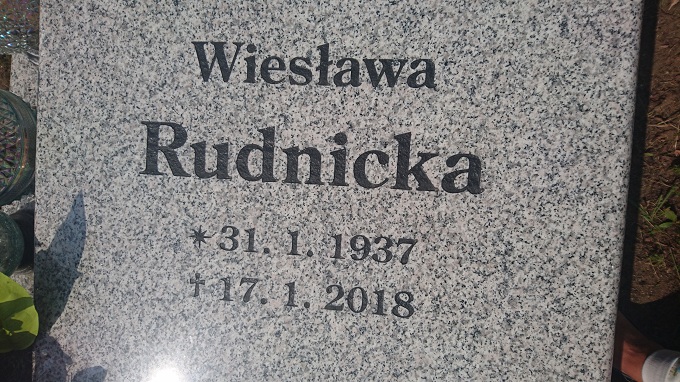 Wiesława
Rudnicka
* 31. 1. 1937
† 17. 1. 2018